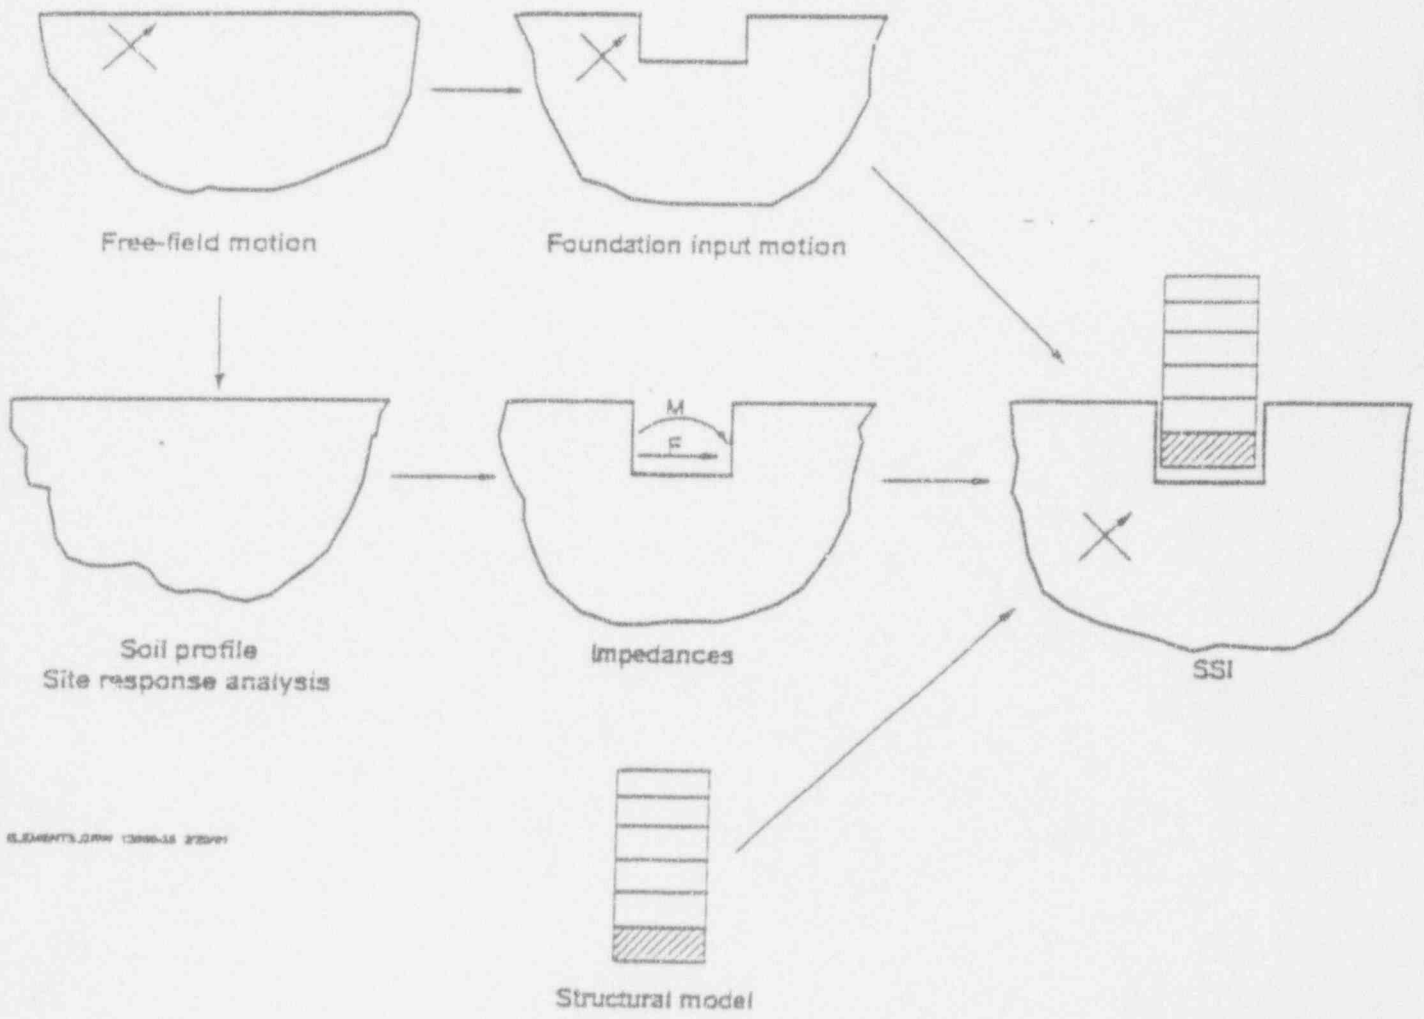 Free-field motion
Foundation input motion
M
F
Soil profile
Site response analysis
Impedances
SSI
Structural model